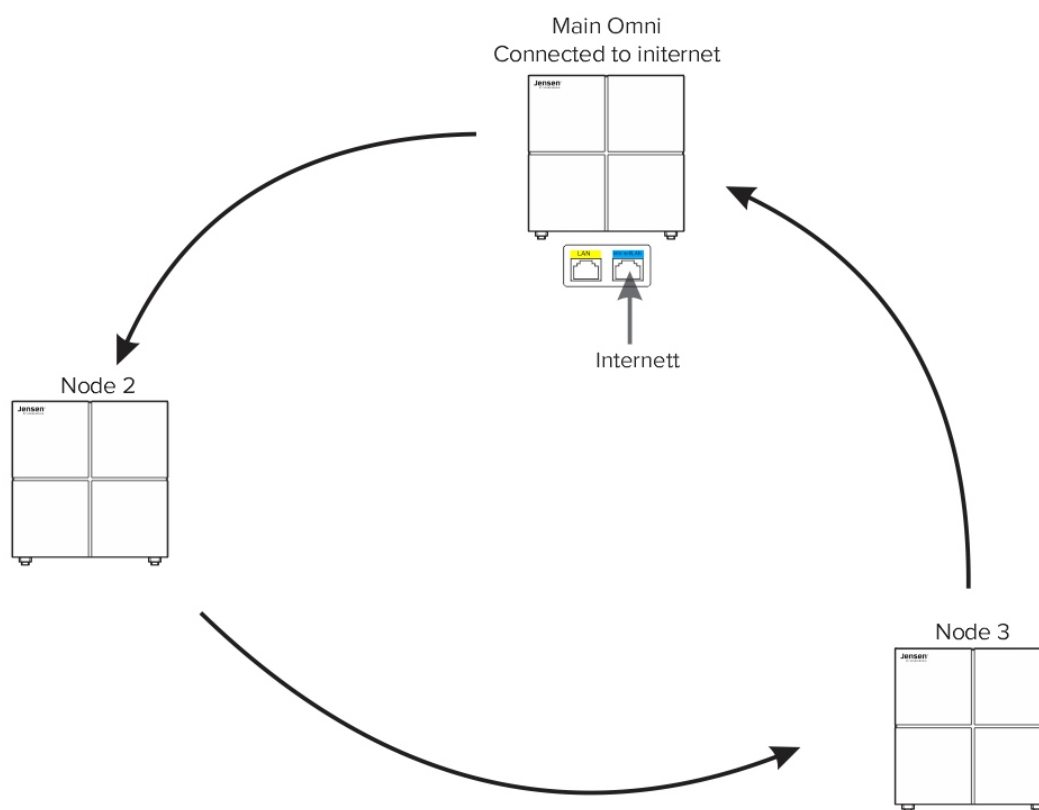 Main Omni
Connected to initernet
Jensen
LAN
Internett
Node 2
Jensen
Node 3
Jensen